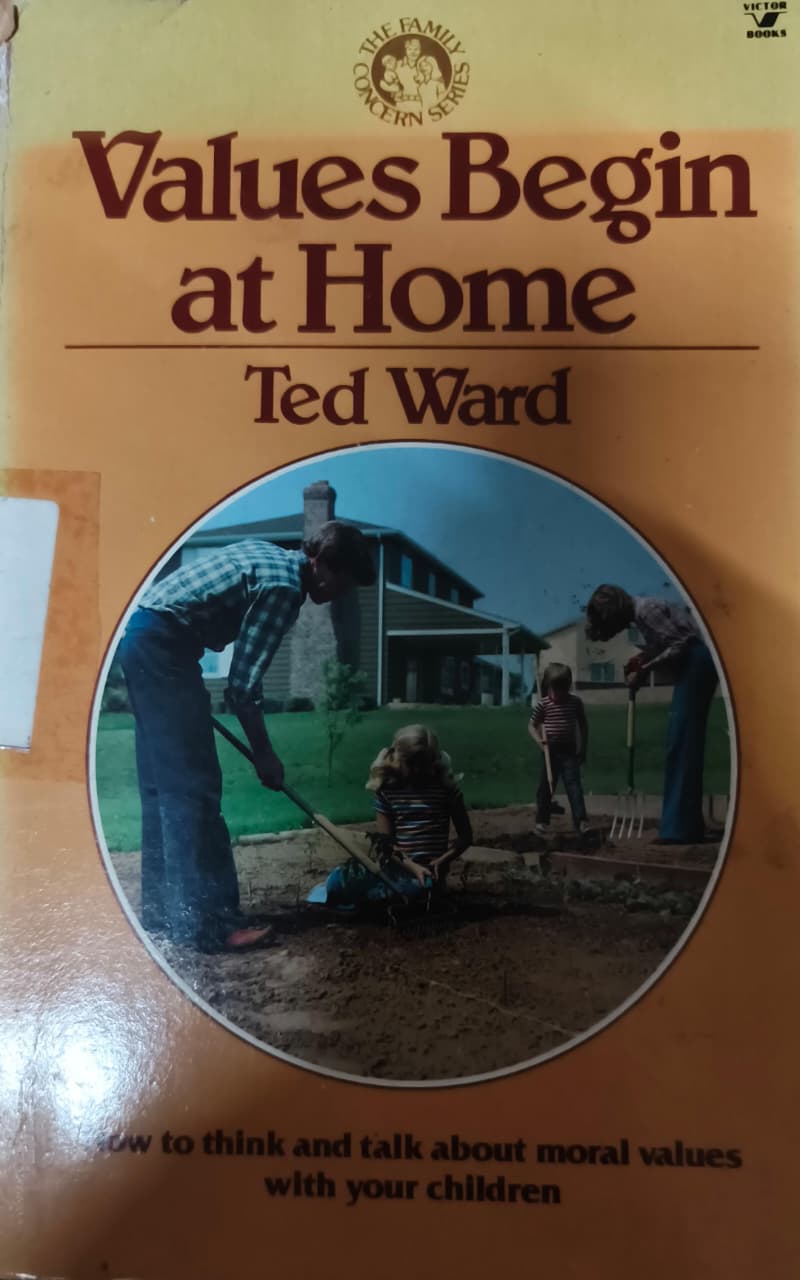 VICTOR
BOOKS
THE FAMILY
CONCERN SERIES
Values Begin
at Home
Ted Ward
How to think and talk about moral values
with your children